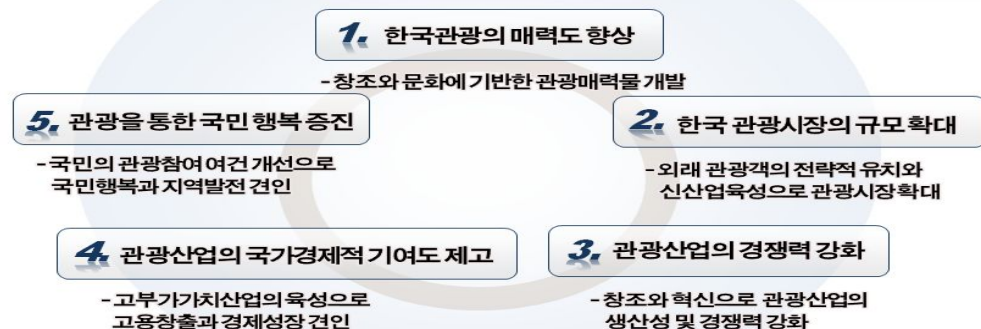 1. 한국관광의 매력도 향상
-창조와 문화에 기반한 관광매력물 개발
2. 한국 관광시장의 규모 확대
-외래 관광객의 전략적 유치와
신산업육성으로 관광시장확대
3. 관광산업의 경쟁력 강화
-창조와 혁신으로 관광산업의
생산성 및 경쟁력 강화
4. 관광산업의 국가경제적 기여도 제고
-고부가가치산업의 육성으로
고용창출과 경제성장 견인
5. 관광을 통한 국민 행복 증진
-국민의 관광참여 여건 개선으로
국민행복과 지역발전 견인